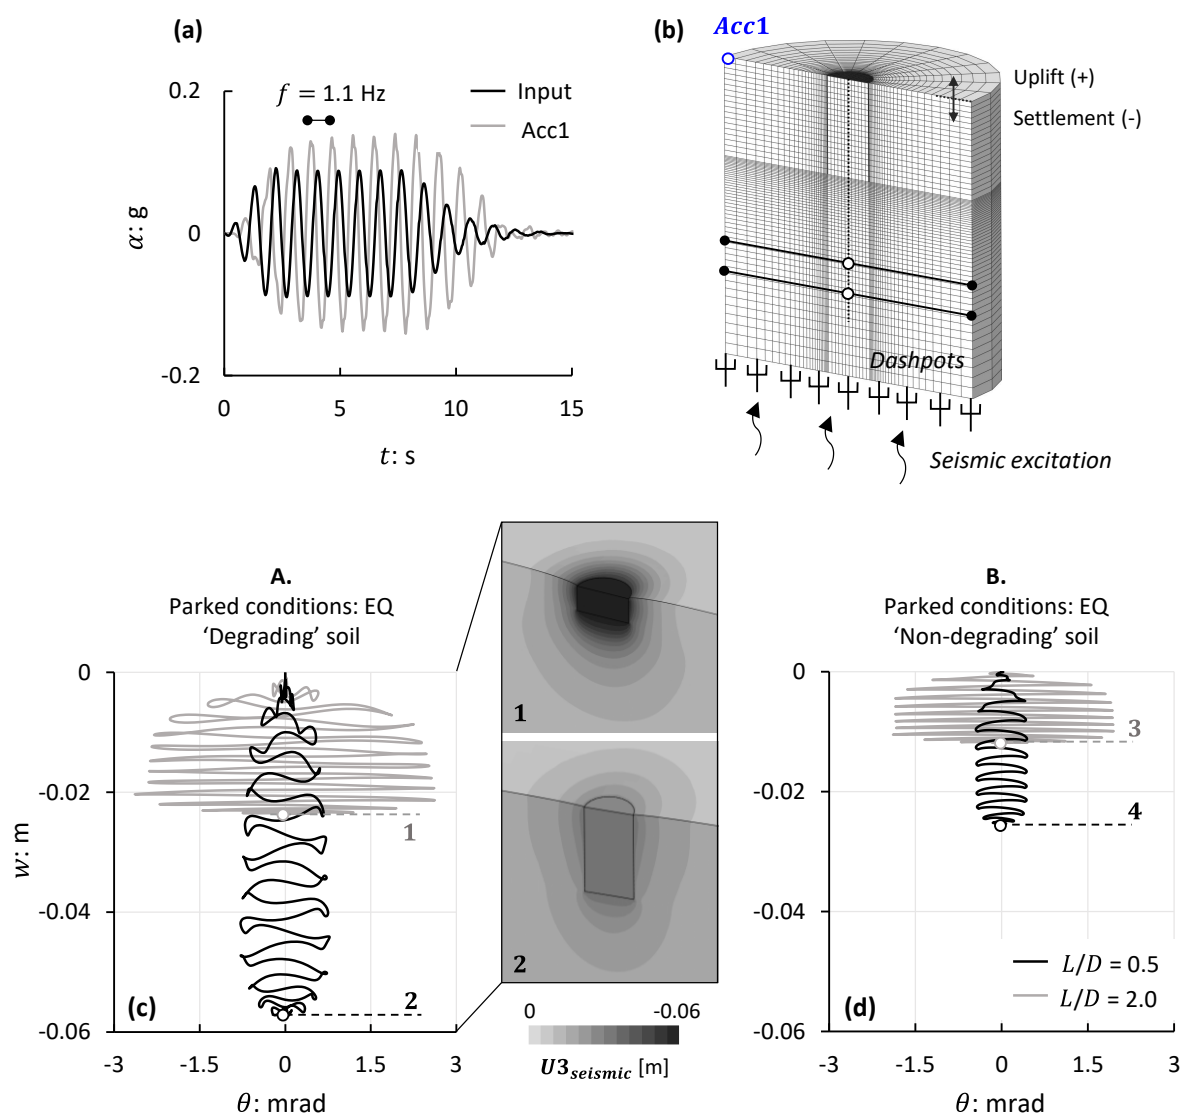 (a)
0.2
f = 1.1 Hz
Input
Acc1
α: g
0
-0.2
0 5 10 15
t: s
(b)
Acc1
Uplift (+)
Settlement (-)
Dashpots
Seismic excitation
A.
Parked conditions: EQ
‘Degrading’ soil
0
-0.02
-0.04
-0.06
w: m
1
2
(c)
-3 -1.5 0 1.5 3
θ: mrad
1
2
0 -0.06
U3seismic [m]
B.
Parked conditions: EQ
‘Non-degrading’ soil
0
-0.02
-0.04
-0.06
3
4
L/D = 0.5
L/D = 2.0
(d)
-3 -1.5 0 1.5 3
θ: mrad